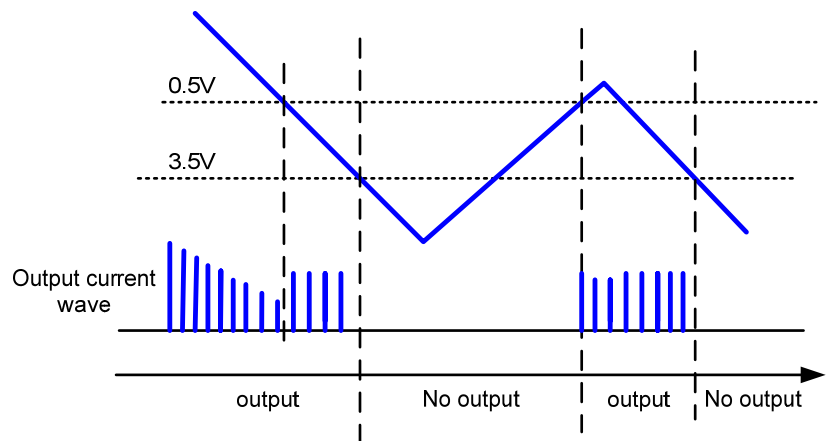 0.5V
3.5V
Output current
wave
output
No output
output
No output